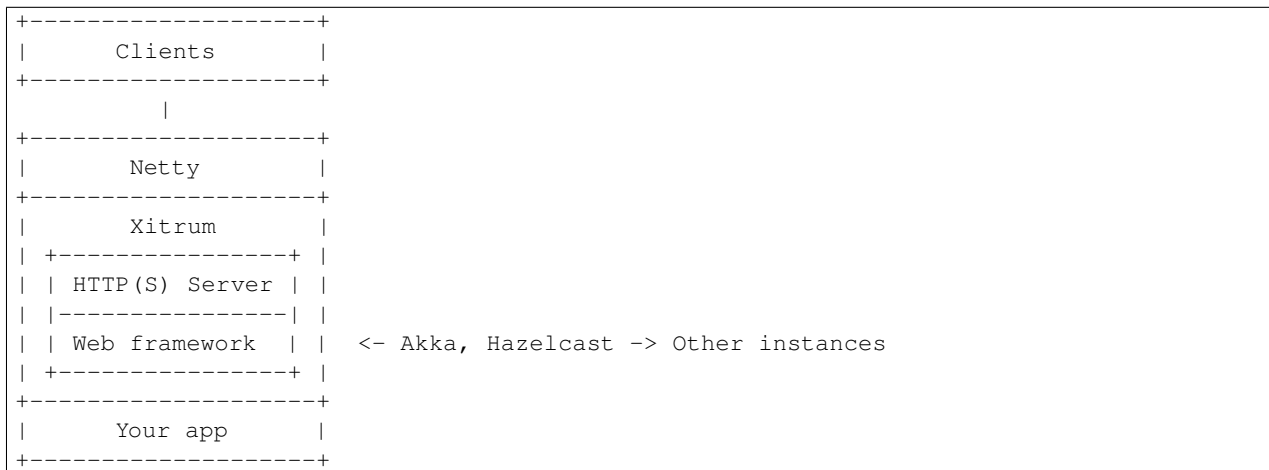 +--------------------+
|      Clients       |
+--------------------+
          |
+--------------------+
|       Netty        |
+--------------------+
|       Xitrum       |
| +----------------+ |
| | HTTP(S) Server | |
| |----------------| |
| | Web framework  | |  <- Akka, Hazelcast -> Other instances
| +----------------+ |
+--------------------+
|      Your app      |
+--------------------+